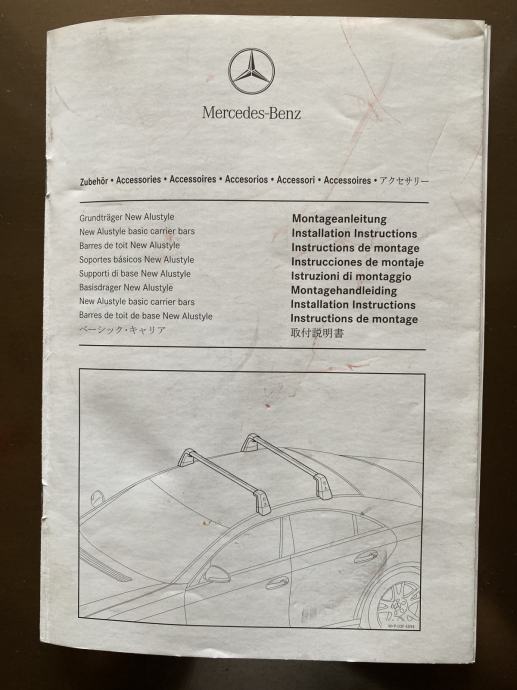 Mercedes-Benz
Zubehör • Accessories • Accessoires • Accesorios • Accessori • Accessoires • アクセサリー
Grundträger New Alustyle Montageanleitung
New Alustyle basic carrier bars Installation Instructions
Barres de toit New Alustyle Instructions de montage
Soportes básicos New Alustyle Instrucciones de montaje
Supporti di base New Alustyle Istruzioni di montaggio
Basisdrager New Alustyle Montagehandleiding
New Alustyle basic carrier bars Installation Instructions
Barres de toit de base New Alustyle Instructions de montage
ベーシック・キャリア 取付説明書